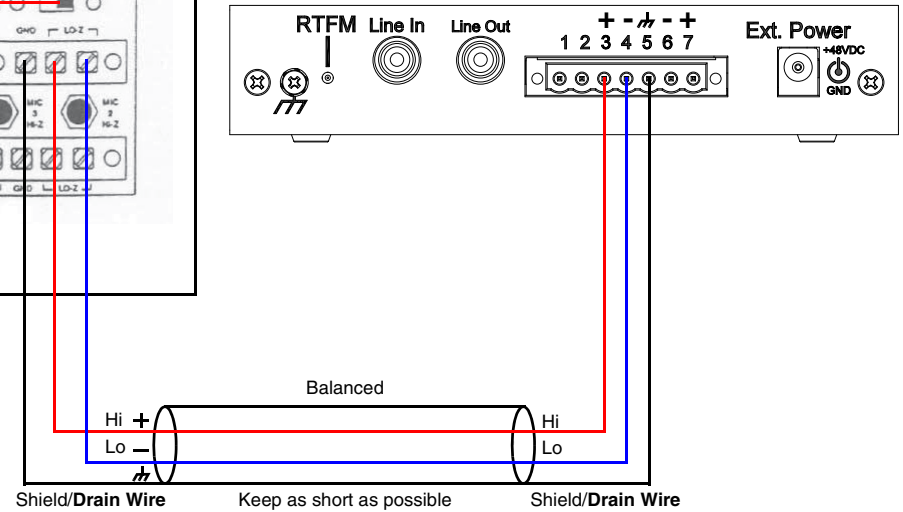 GND LO-Z
MIC 3 HI-Z
MIC 2 HI-Z
GND LO-Z
RTFM Line In Line Out
+ - - +
1 2 3 4 5 6 7
Ext. Power
+48VDC
GND
Balanced
Hi +
Lo −
Hi
Lo
Shield/Drain Wire Keep as short as possible Shield/Drain Wire